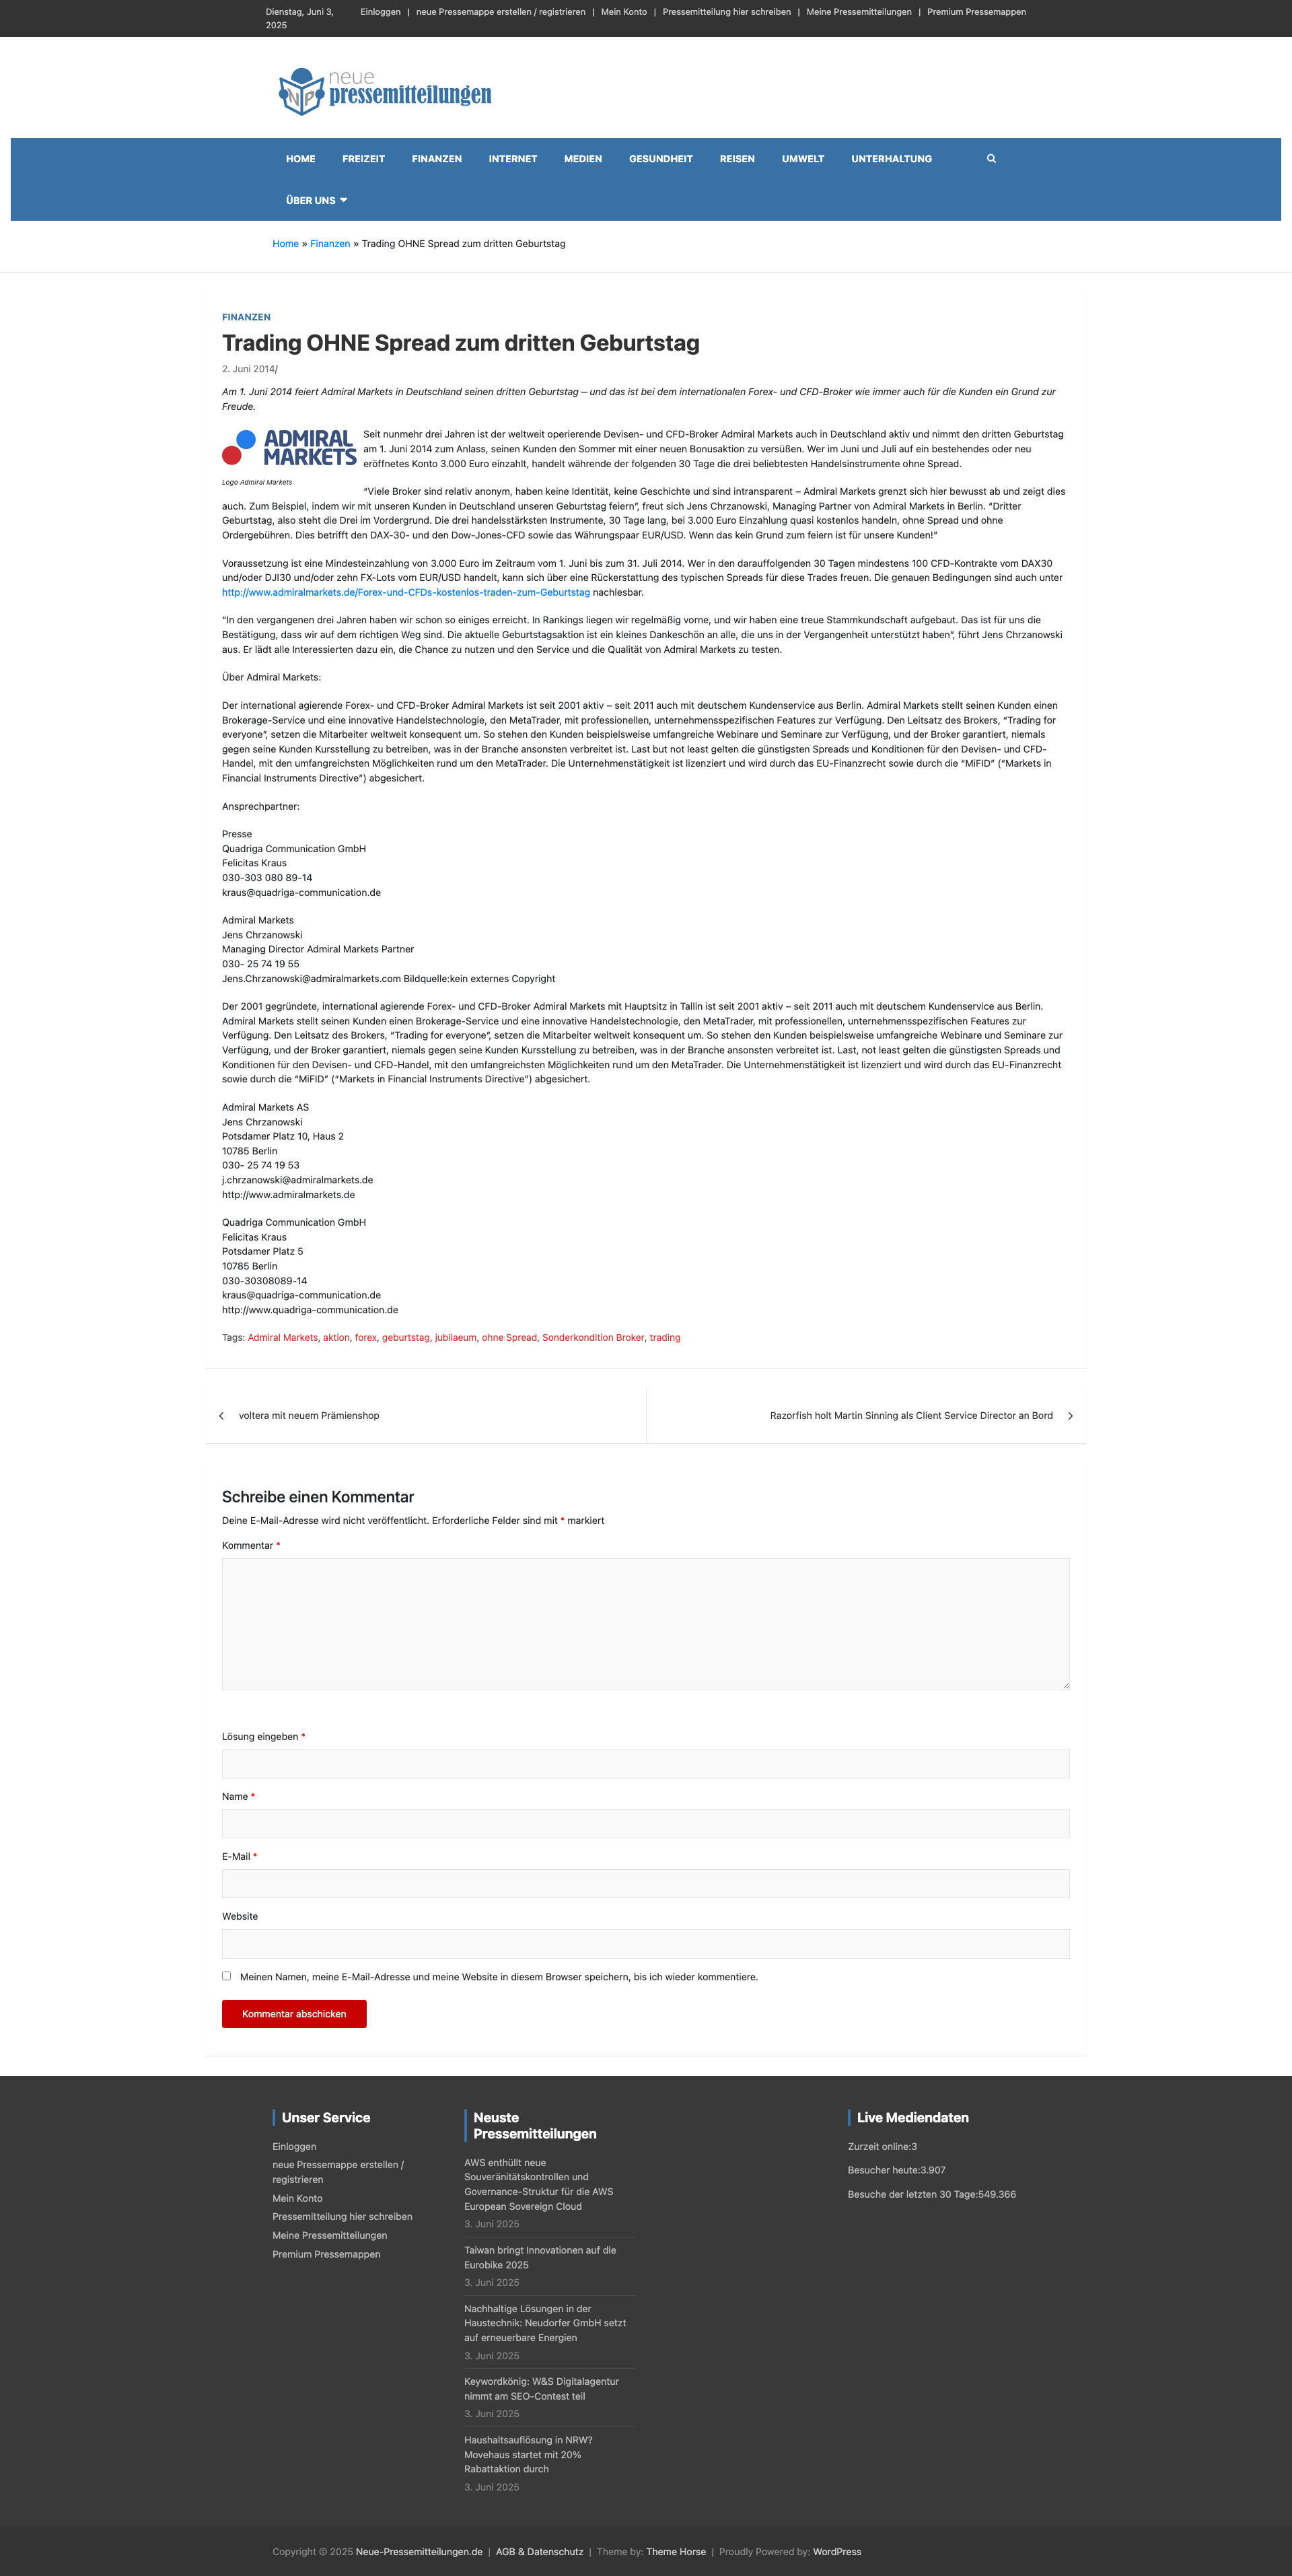 Dienstag, Juni 3,
2025
Einloggen | neue Pressemappe erstellen / registrieren | Mein Konto | Pressemitteilung hier schreiben | Meine Pressemitteilungen | Premium Pressemappen
neue
pressemitteilungen
HOME FREIZEIT FINANZEN INTERNET MEDIEN GESUNDHEIT REISEN UMWELT UNTERHALTUNG
ÜBER UNS
Home » Finanzen » Trading OHNE Spread zum dritten Geburtstag
FINANZEN
Trading OHNE Spread zum dritten Geburtstag
2. Juni 2014/
Am 1. Juni 2014 feiert Admiral Markets in Deutschland seinen dritten Geburtstag – und das ist bei dem internationalen Forex- und CFD-Broker wie immer auch für die Kunden ein Grund zur
Freude.
ADMIRAL
MARKETS
Logo Admiral Markets
Seit nunmehr drei Jahren ist der weltweit operierende Devisen- und CFD-Broker Admiral Markets auch in Deutschland aktiv und nimmt den dritten Geburtstag
am 1. Juni 2014 zum Anlass, seinen Kunden den Sommer mit einer neuen Bonusaktion zu versüßen. Wer im Juni und Juli auf ein bestehendes oder neu
eröffnetes Konto 3.000 Euro einzahlt, handelt währende der folgenden 30 Tage die drei beliebtesten Handelsinstrumente ohne Spread.
"Viele Broker sind relativ anonym, haben keine Identität, keine Geschichte und sind intransparent – Admiral Markets grenzt sich hier bewusst ab und zeigt dies
auch. Zum Beispiel, indem wir mit unseren Kunden in Deutschland unseren Geburtstag feiern", freut sich Jens Chrzanowski, Managing Partner von Admiral Markets in Berlin. "Dritter
Geburtstag, also steht die Drei im Vordergrund. Die drei handelsstärksten Instrumente, 30 Tage lang, bei 3.000 Euro Einzahlung quasi kostenlos handeln, ohne Spread und ohne
Ordergebühren. Dies betrifft den DAX-30- und den Dow-Jones-CFD sowie das Währungspaar EUR/USD. Wenn das kein Grund zum feiern ist für unsere Kunden!"
Voraussetzung ist eine Mindesteinzahlung von 3.000 Euro im Zeitraum vom 1. Juni bis zum 31. Juli 2014. Wer in den darauffolgenden 30 Tagen mindestens 100 CFD-Kontrakte vom DAX30
und/oder DJI30 und/oder zehn FX-Lots vom EUR/USD handelt, kann sich über eine Rückerstattung des typischen Spreads für diese Trades freuen. Die genauen Bedingungen sind auch unter
http://www.admiralmarkets.de/Forex-und-CFDs-kostenlos-traden-zum-Geburtstag nachlesbar.
"In den vergangenen drei Jahren haben wir schon so einiges erreicht. In Rankings liegen wir regelmäßig vorne, und wir haben eine treue Stammkundschaft aufgebaut. Das ist für uns die
Bestätigung, dass wir auf dem richtigen Weg sind. Die aktuelle Geburtstagsaktion ist ein kleines Dankeschön an alle, die uns in der Vergangenheit unterstützt haben", führt Jens Chrzanowski
aus. Er lädt alle Interessierten dazu ein, die Chance zu nutzen und den Service und die Qualität von Admiral Markets zu testen.
Über Admiral Markets:
Der international agierende Forex- und CFD-Broker Admiral Markets ist seit 2001 aktiv – seit 2011 auch mit deutschem Kundenservice aus Berlin. Admiral Markets stellt seinen Kunden einen
Brokerage-Service und eine innovative Handelstechnologie, den MetaTrader, mit professionellen, unternehmensspezifischen Features zur Verfügung. Den Leitsatz des Brokers, "Trading for
everyone", setzen die Mitarbeiter weltweit konsequent um. So stehen den Kunden beispielsweise umfangreiche Webinare und Seminare zur Verfügung, und der Broker garantiert, niemals
gegen seine Kunden Kursstellung zu betreiben, was in der Branche ansonsten verbreitet ist. Last but not least gelten die günstigsten Spreads und Konditionen für den Devisen- und CFD-
Handel, mit den umfangreichsten Möglichkeiten rund um den MetaTrader. Die Unternehmenstätigkeit ist lizenziert und wird durch das EU-Finanzrecht sowie durch die "MiFID" ("Markets in
Financial Instruments Directive") abgesichert.
Ansprechpartner:
Presse
Quadriga Communication GmbH
Felicitas Kraus
030-303 080 89-14
kraus@quadriga-communication.de
Admiral Markets
Jens Chrzanowski
Managing Director Admiral Markets Partner
030- 25 74 19 55
Jens.Chrzanowski@admiralmarkets.com Bildquelle:kein externes Copyright
Der 2001 gegründete, international agierende Forex- und CFD-Broker Admiral Markets mit Hauptsitz in Tallin ist seit 2001 aktiv – seit 2011 auch mit deutschem Kundenservice aus Berlin.
Admiral Markets stellt seinen Kunden einen Brokerage-Service und eine innovative Handelstechnologie, den MetaTrader, mit professionellen, unternehmensspezifischen Features zur
Verfügung. Den Leitsatz des Brokers, "Trading for everyone", setzen die Mitarbeiter weltweit konsequent um. So stehen den Kunden beispielsweise umfangreiche Webinare und Seminare zur
Verfügung, und der Broker garantiert, niemals gegen seine Kunden Kursstellung zu betreiben, was in der Branche ansonsten verbreitet ist. Last, not least gelten die günstigsten Spreads und
Konditionen für den Devisen- und CFD-Handel, mit den umfangreichsten Möglichkeiten rund um den MetaTrader. Die Unternehmenstätigkeit ist lizenziert und wird durch das EU-Finanzrecht
sowie durch die "MiFID" ("Markets in Financial Instruments Directive") abgesichert.
Admiral Markets AS
Jens Chrzanowski
Potsdamer Platz 10, Haus 2
10785 Berlin
030- 25 74 19 53
j.chrzanowski@admiralmarkets.de
http://www.admiralmarkets.de
Quadriga Communication GmbH
Felicitas Kraus
Potsdamer Platz 5
10785 Berlin
030-30308089-14
kraus@quadriga-communication.de
http://www.quadriga-communication.de
Tags: Admiral Markets, aktion, forex, geburtstag, jubilaeum, ohne Spread, Sonderkondition Broker, trading
voltera mit neuem Prämienshop
Razorfish holt Martin Sinning als Client Service Director an Bord
Schreibe einen Kommentar
Deine E-Mail-Adresse wird nicht veröffentlicht. Erforderliche Felder sind mit * markiert
Kommentar *
Lösung eingeben *
Name *
E-Mail *
Website
Meinen Namen, meine E-Mail-Adresse und meine Website in diesem Browser speichern, bis ich wieder kommentiere.
Kommentar abschicken
Unser Service
Einloggen
neue Pressemappe erstellen /
registrieren
Mein Konto
Pressemitteilung hier schreiben
Meine Pressemitteilungen
Premium Pressemappen
Neuste
Pressemitteilungen
AWS enthüllt neue
Souveränitätskontrollen und
Governance-Struktur für die AWS
European Sovereign Cloud
3. Juni 2025
Taiwan bringt Innovationen auf die
Eurobike 2025
3. Juni 2025
Nachhaltige Lösungen in der
Haustechnik: Neudorfer GmbH setzt
auf erneuerbare Energien
3. Juni 2025
Keywordkönig: W&S Digitalagentur
nimmt am SEO-Contest teil
3. Juni 2025
Haushaltsauflösung in NRW?
Movehaus startet mit 20%
Rabattaktion durch
3. Juni 2025
Live Mediendaten
Zurzeit online:3
Besucher heute:3.907
Besuche der letzten 30 Tage:549.366
Copyright © 2025 Neue-Pressemitteilungen.de | AGB & Datenschutz | Theme by: Theme Horse | Proudly Powered by: WordPress